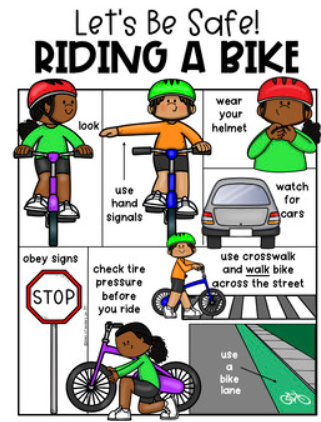 Let's Be Safe!
RIDING A BIKE
look
use
hand
signals
wear
your
helmet
watch
for
cars
obey signs
STOP
check tire
pressure
before
you ride
use crosswalk
and walk bike
across the street
use
a
bike
lane